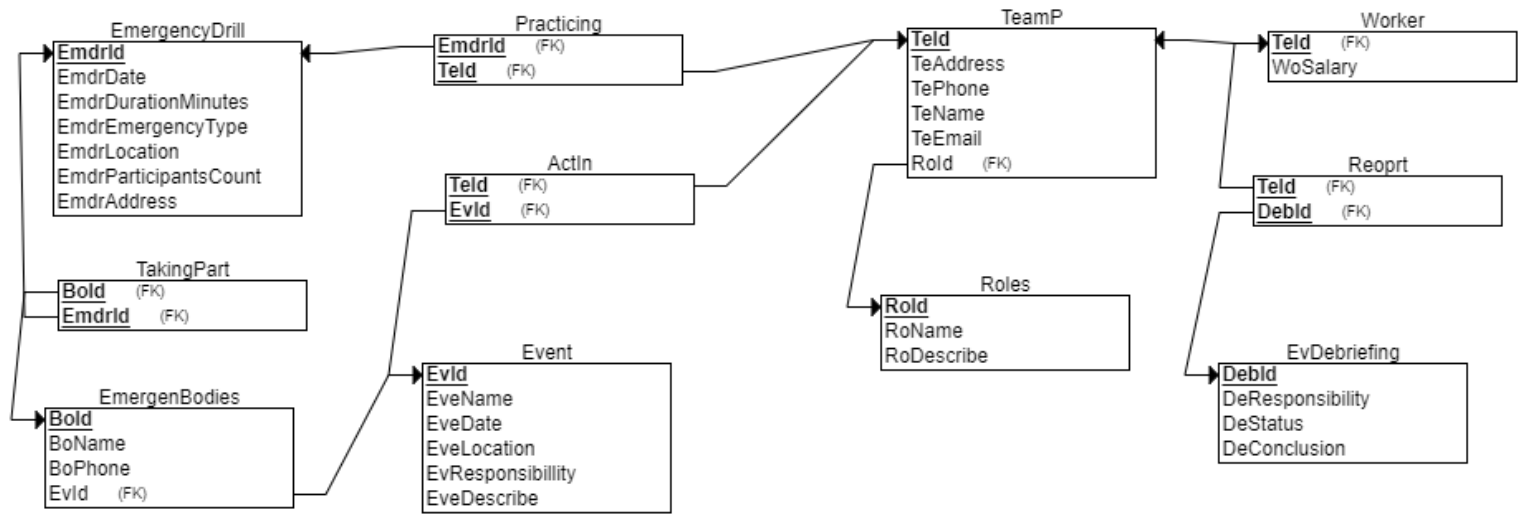 EmergencyDrill
EmdrId
EmdrDate
EmdrDurationMinutes
EmdrEmergencyType
EmdrLocation
EmdrParticipantsCount
EmdrAddress
Practicing
EmdrId (FK)
TeId (FK)
TeamP
TeId
TeAddress
TePhone
TeName
TeEmail
RoId (FK)
Worker
TeId (FK)
WoSalary
ActIn
TeId (FK)
EvId (FK)
Reoprt
TeId (FK)
DebId (FK)
TakingPart
BoId (FK)
EmdrId (FK)
Roles
RoId
RoName
RoDescribe
EmergenBodies
BoId
BoName
BoPhone
EvId (FK)
Event
EvId
EveName
EveDate
EveLocation
EvResponsibillity
EveDescribe
EvDebriefing
DebId
DeResponsibility
DeStatus
DeConclusion